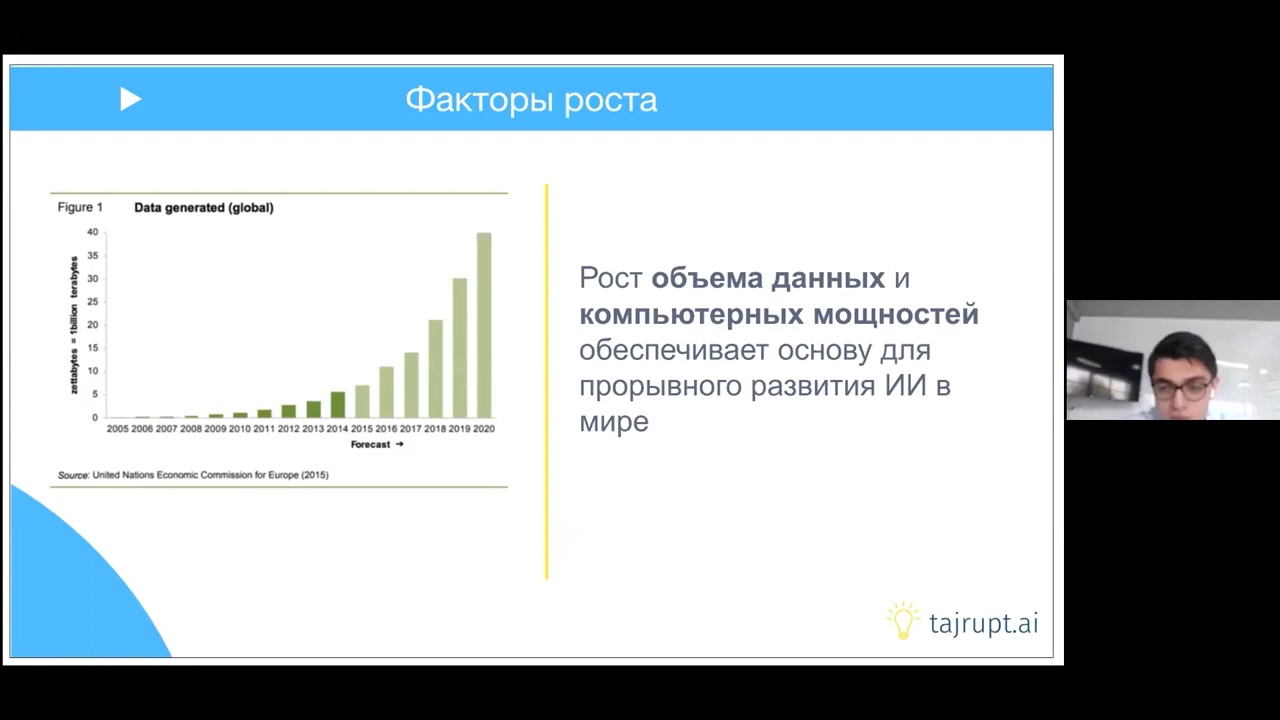 Факторы роста
Figure 1 Data generated (global)
40
35
30
25
20
15
10
5
0
zettabytes = 1billion terabytes
2005 2006 2007 2008 2009 2010 2011 2012 2013 2014 2015 2016 2017 2018 2019 2020
Forecast →
Source: United Nations Economic Commission for Europe (2015)
Рост объема данных и
компьютерных мощностей
обеспечивает основу для
прорывного развития ИИ в
мире
tajrupt.ai